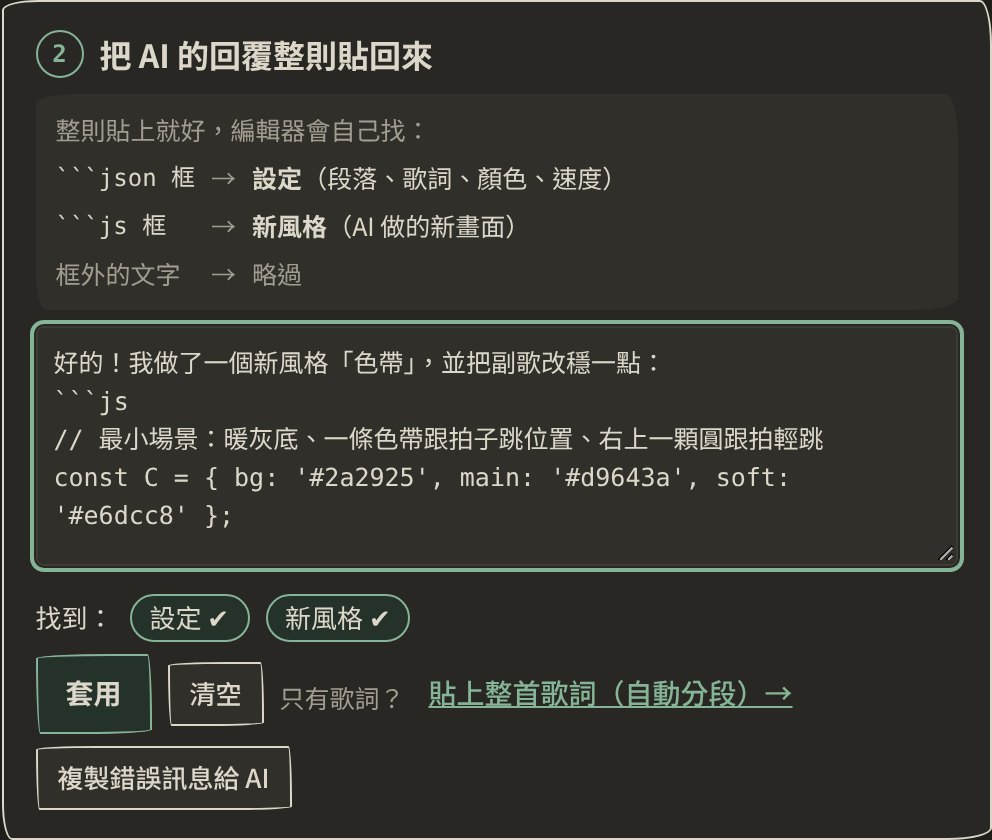 2 把 AI 的回覆整則貼回來
整則貼上就好，編輯器會自己找：
```json 框 → 設定（段落、歌詞、顏色、速度）
```js 框 → 新風格（AI 做的新畫面）
框外的文字 → 略過
好的！我做了一個新風格「色帶」，並把副歌改穩一點：
```js
// 最小場景：暖灰底、一條色帶跟拍子跳位置、右上一顆圓跟拍輕跳
const C = { bg: '#2a2925', main: '#d9643a', soft:
'#e6dcc8' };
找到： 設定 ✔ 新風格 ✔
套用 清空 只有歌詞？ 貼上整首歌詞（自動分段）→
複製錯誤訊息給 AI